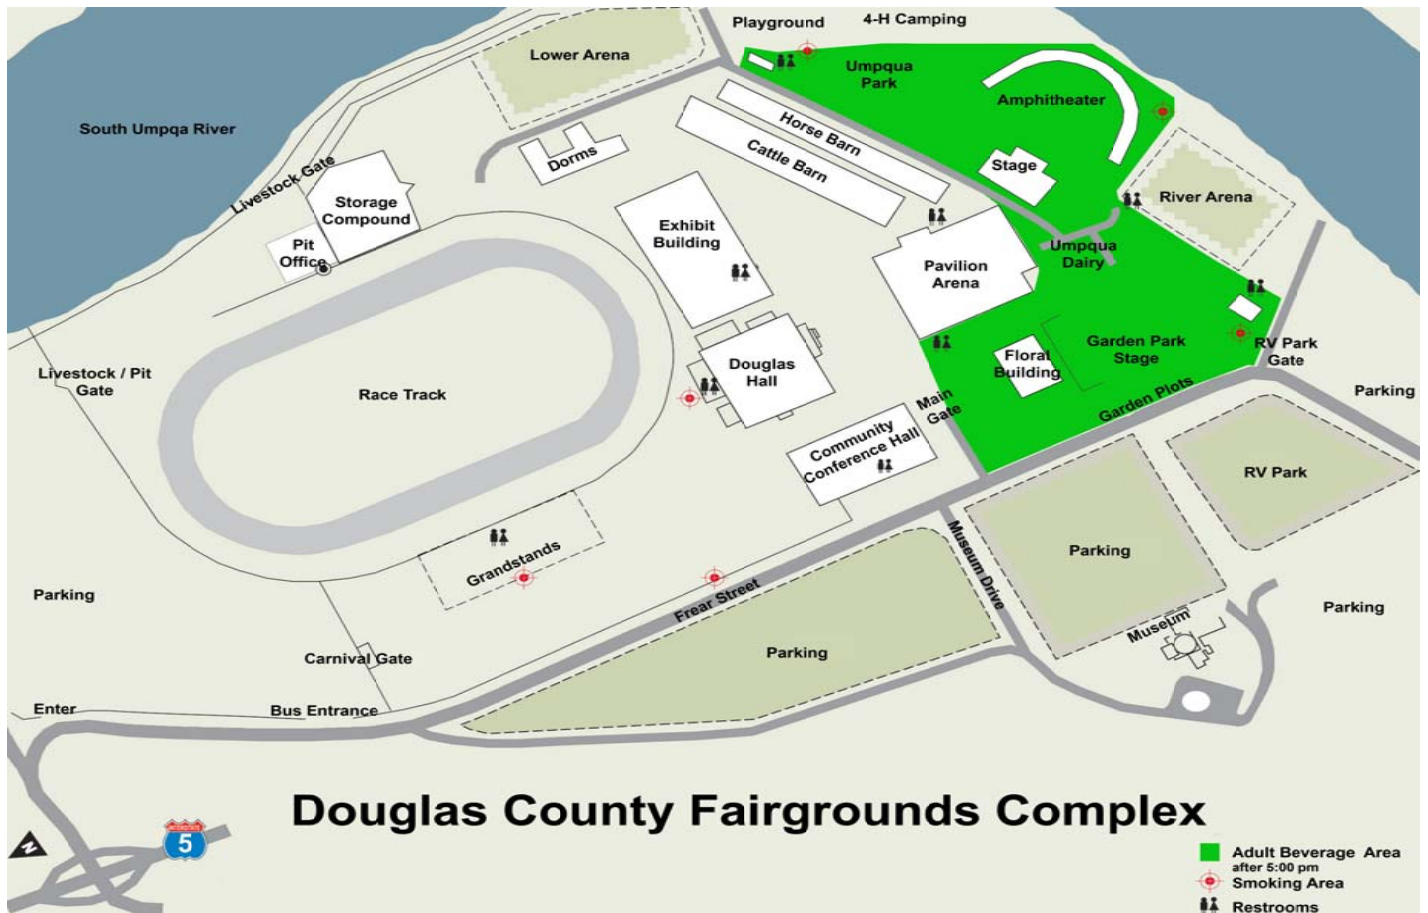 Playground
4-H Camping
Lower Arena
Umpqua
Park
Amphitheater
South Umpqa River
Horse Barn
Cattle Barn
Dorms
Stage
Livestock Gate
Storage
Compound
River Arena
Exhibit
Building
Pit
Office
Umpqua
Dairy
Pavilion
Arena
Garden Park
Stage
RV Park
Gate
Floral
Building
Douglas
Hall
Livestock / Pit
Gate
Race Track
Main
Gate
Garden Plots
Parking
Community
Conference Hall
RV Park
Grandstands
Museum Drive
Parking
Parking
Frear Street
Parking
Museum
Parking
Carnival Gate
Enter
Bus Entrance
Douglas County Fairgrounds Complex
INTERSTATE
5
N
Adult Beverage Area
after 5:00 pm
Smoking Area
Restrooms